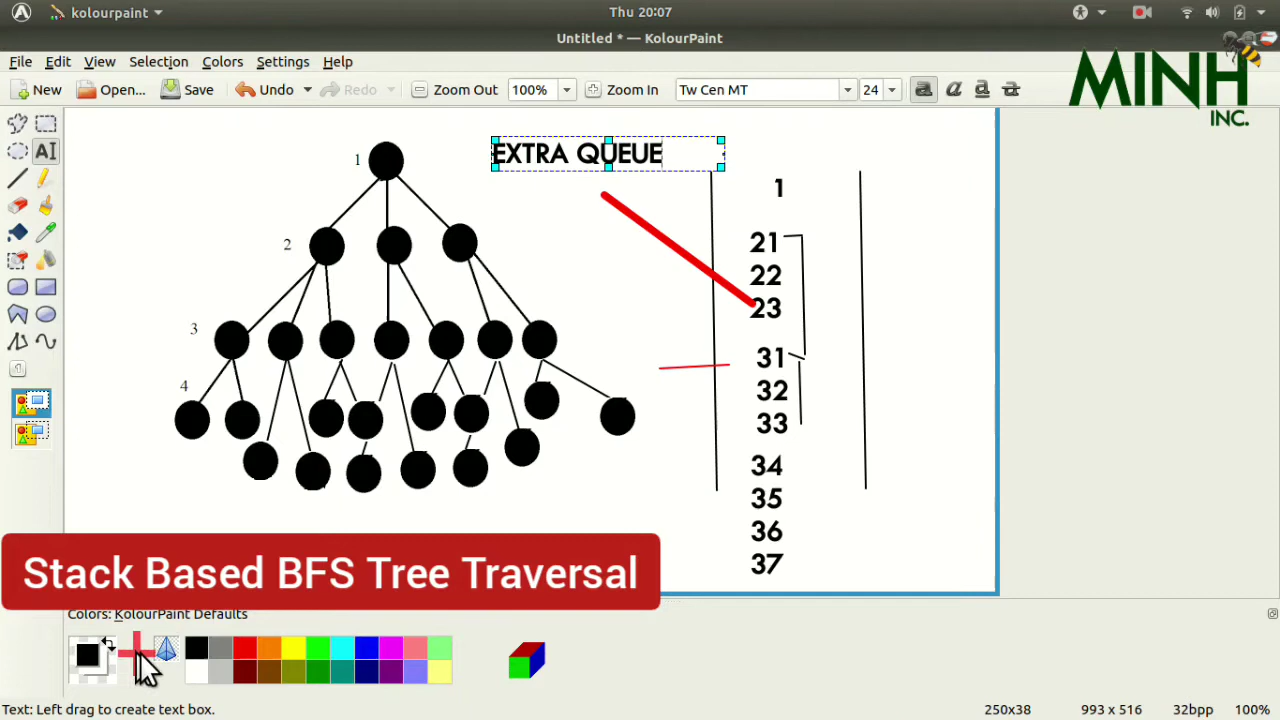 kolourpaint
Thu 20:07
Untitled * — KolourPaint
File Edit View Selection Colors Settings Help
New Open... Save Undo Redo Zoom Out 100% Zoom In Tw Cen MT 24
MINH
INC.
EXTRA QUEUE
1
1
21
2
22
23
3
31
32
4
33
34
35
36
37
Stack Based BFS Tree Traversal
Colors: KolourPaint Defaults
Text: Left drag to create text box. 250x38 993 x 516 32bpp 100%